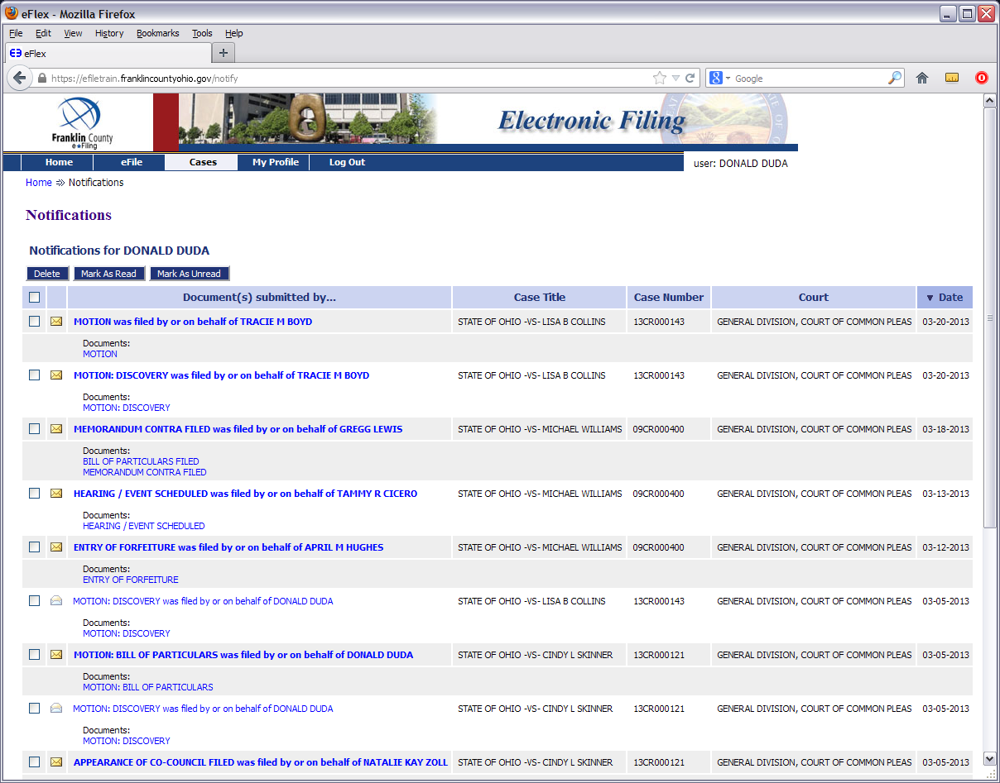 eFlex - Mozilla Firefox
File Edit View History Bookmarks Tools Help
eFlex
https://efiletrain.franklincountyohio.gov/notify
Google
Franklin County
e★Filing
Electronic Filing
Home eFile Cases My Profile Log Out
user: DONALD DUDA
Home ⇒ Notifications
Notifications
Notifications for DONALD DUDA
Delete Mark As Read Mark As Unread
Document(s) submitted by... Case Title Case Number Court ▼ Date
MOTION was filed by or on behalf of TRACIE M BOYD STATE OF OHIO -VS- LISA B COLLINS 13CR000143 GENERAL DIVISION, COURT OF COMMON PLEAS 03-20-2013
Documents:
MOTION
MOTION: DISCOVERY was filed by or on behalf of TRACIE M BOYD STATE OF OHIO -VS- LISA B COLLINS 13CR000143 GENERAL DIVISION, COURT OF COMMON PLEAS 03-20-2013
Documents:
MOTION: DISCOVERY
MEMORANDUM CONTRA FILED was filed by or on behalf of GREGG LEWIS STATE OF OHIO -VS- MICHAEL WILLIAMS 09CR000400 GENERAL DIVISION, COURT OF COMMON PLEAS 03-18-2013
Documents:
BILL OF PARTICULARS FILED
MEMORANDUM CONTRA FILED
HEARING / EVENT SCHEDULED was filed by or on behalf of TAMMY R CICERO STATE OF OHIO -VS- MICHAEL WILLIAMS 09CR000400 GENERAL DIVISION, COURT OF COMMON PLEAS 03-13-2013
Documents:
HEARING / EVENT SCHEDULED
ENTRY OF FORFEITURE was filed by or on behalf of APRIL M HUGHES STATE OF OHIO -VS- MICHAEL WILLIAMS 09CR000400 GENERAL DIVISION, COURT OF COMMON PLEAS 03-12-2013
Documents:
ENTRY OF FORFEITURE
MOTION: DISCOVERY was filed by or on behalf of DONALD DUDA STATE OF OHIO -VS- LISA B COLLINS 13CR000143 GENERAL DIVISION, COURT OF COMMON PLEAS 03-05-2013
Documents:
MOTION: DISCOVERY
MOTION: BILL OF PARTICULARS was filed by or on behalf of DONALD DUDA STATE OF OHIO -VS- CINDY L SKINNER 13CR000121 GENERAL DIVISION, COURT OF COMMON PLEAS 03-05-2013
Documents:
MOTION: BILL OF PARTICULARS
MOTION: DISCOVERY was filed by or on behalf of DONALD DUDA STATE OF OHIO -VS- CINDY L SKINNER 13CR000121 GENERAL DIVISION, COURT OF COMMON PLEAS 03-05-2013
Documents:
MOTION: DISCOVERY
APPEARANCE OF CO-COUNCIL FILED was filed by or on behalf of NATALIE KAY ZOLL STATE OF OHIO -VS- CINDY L SKINNER 13CR000121 GENERAL DIVISION, COURT OF COMMON PLEAS 03-05-2013